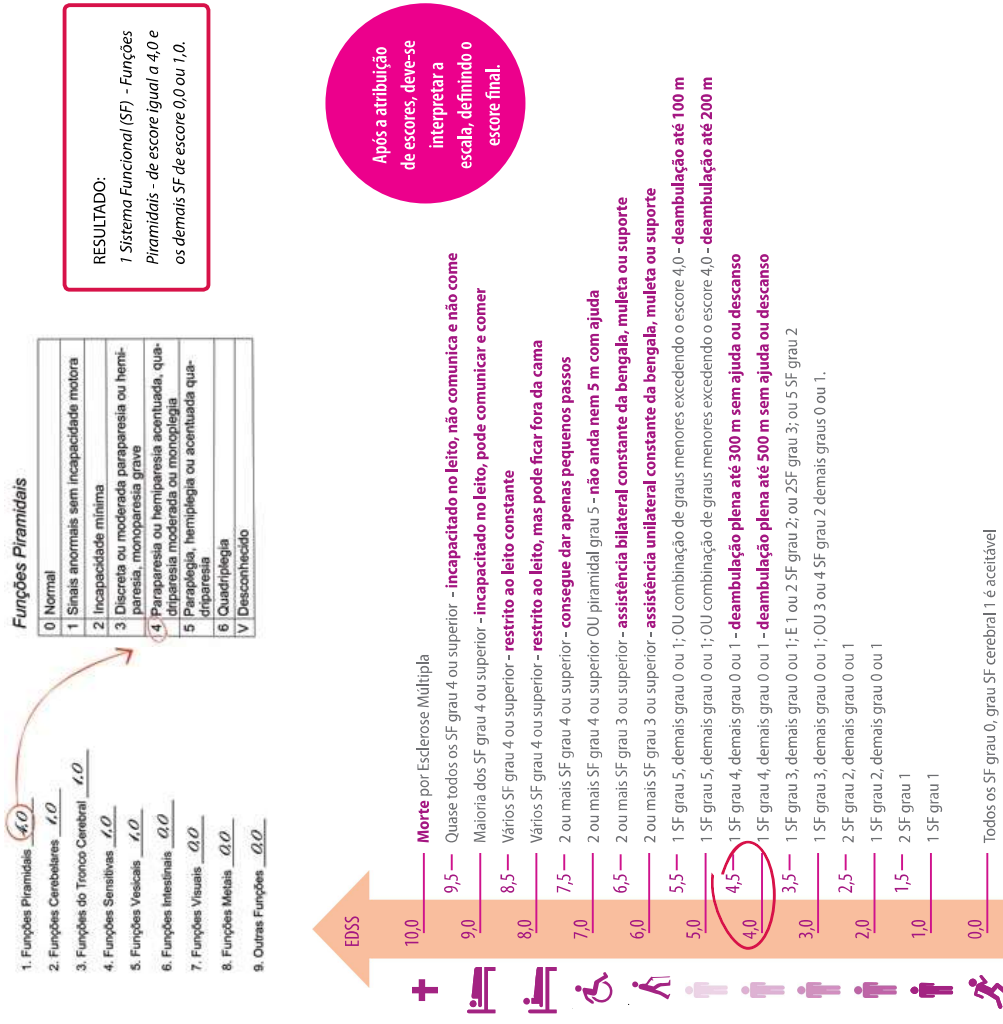 1. Funções Piramidais 4,0
2. Funções Cerebelares 1,0
3. Funções do Tronco Cerebral 1,0
4. Funções Sensitivas 1,0
5. Funções Vesicais 1,0
6. Funções Intestinais 0,0
7. Funções Visuais 0,0
8. Funções Metais 0,0
9. Outras Funções 0,0
Funções Piramidais
0 Normal
1 Sinais anormais sem incapacidade motora
2 Incapacidade mínima
3 Discreta ou moderada paraparesia ou hemi-
paresia, monoparesia grave
4 Paraparesia ou hemiparesia acentuada, qua-
driparesia moderada ou monoplegia
5 Paraplegia, hemiplegia ou acentuada qua-
driparesia
6 Quadriplegia
V Desconhecido
RESULTADO:
1 Sistema Funcional (SF) - Funções
Piramidais - de escore igual a 4,0 e
os demais SF de escore 0,0 ou 1,0.
Após a atribuição
de escores, deve-se
interpretar a
escala, definindo o
escore final.
EDSS
10,0 Morte por Esclerose Múltipla
9,5 Quase todos os SF grau 4 ou superior - incapacitado no leito, não comunica e não come
9,0 Maioria dos SF grau 4 ou superior - incapacitado no leito, pode comunicar e comer
8,5 Vários SF grau 4 ou superior - restrito ao leito constante
8,0 Vários SF grau 4 ou superior - restrito ao leito, mas pode ficar fora da cama
7,5 2 ou mais SF grau 4 ou superior - consegue dar apenas pequenos passos
7,0 2 ou mais SF grau 4 ou superior OU piramidal grau 5 - não anda nem 5 m com ajuda
6,5 2 ou mais SF grau 3 ou superior - assistência bilateral constante da bengala, muleta ou suporte
6,0 2 ou mais SF grau 3 ou superior - assistência unilateral constante da bengala, muleta ou suporte
5,5 1 SF grau 5, demais grau 0 ou 1; OU combinação de graus menores excedendo o escore 4,0 - deambulação até 100 m
5,0 1 SF grau 5, demais grau 0 ou 1; OU combinação de graus menores excedendo o escore 4,0 - deambulação até 200 m
4,5 1 SF grau 4, demais grau 0 ou 1 - deambulação plena até 300 m sem ajuda ou descanso
4,0 1 SF grau 4, demais grau 0 ou 1 - deambulação plena até 500 m sem ajuda ou descanso
3,5 1 SF grau 3, demais grau 0 ou 1; E 1 ou 2 SF grau 2; ou 2SF grau 3; ou 5 SF grau 2
3,0 1 SF grau 3, demais grau 0 ou 1; OU 3 ou 4 SF grau 2 demais graus 0 ou 1.
2,5 2 SF grau 2, demais grau 0 ou 1
2,0 1 SF grau 2, demais grau 0 ou 1
1,5 2 SF grau 1
1,0 1 SF grau 1
0,0 Todos os SF grau 0, grau SF cerebral 1 é aceitável